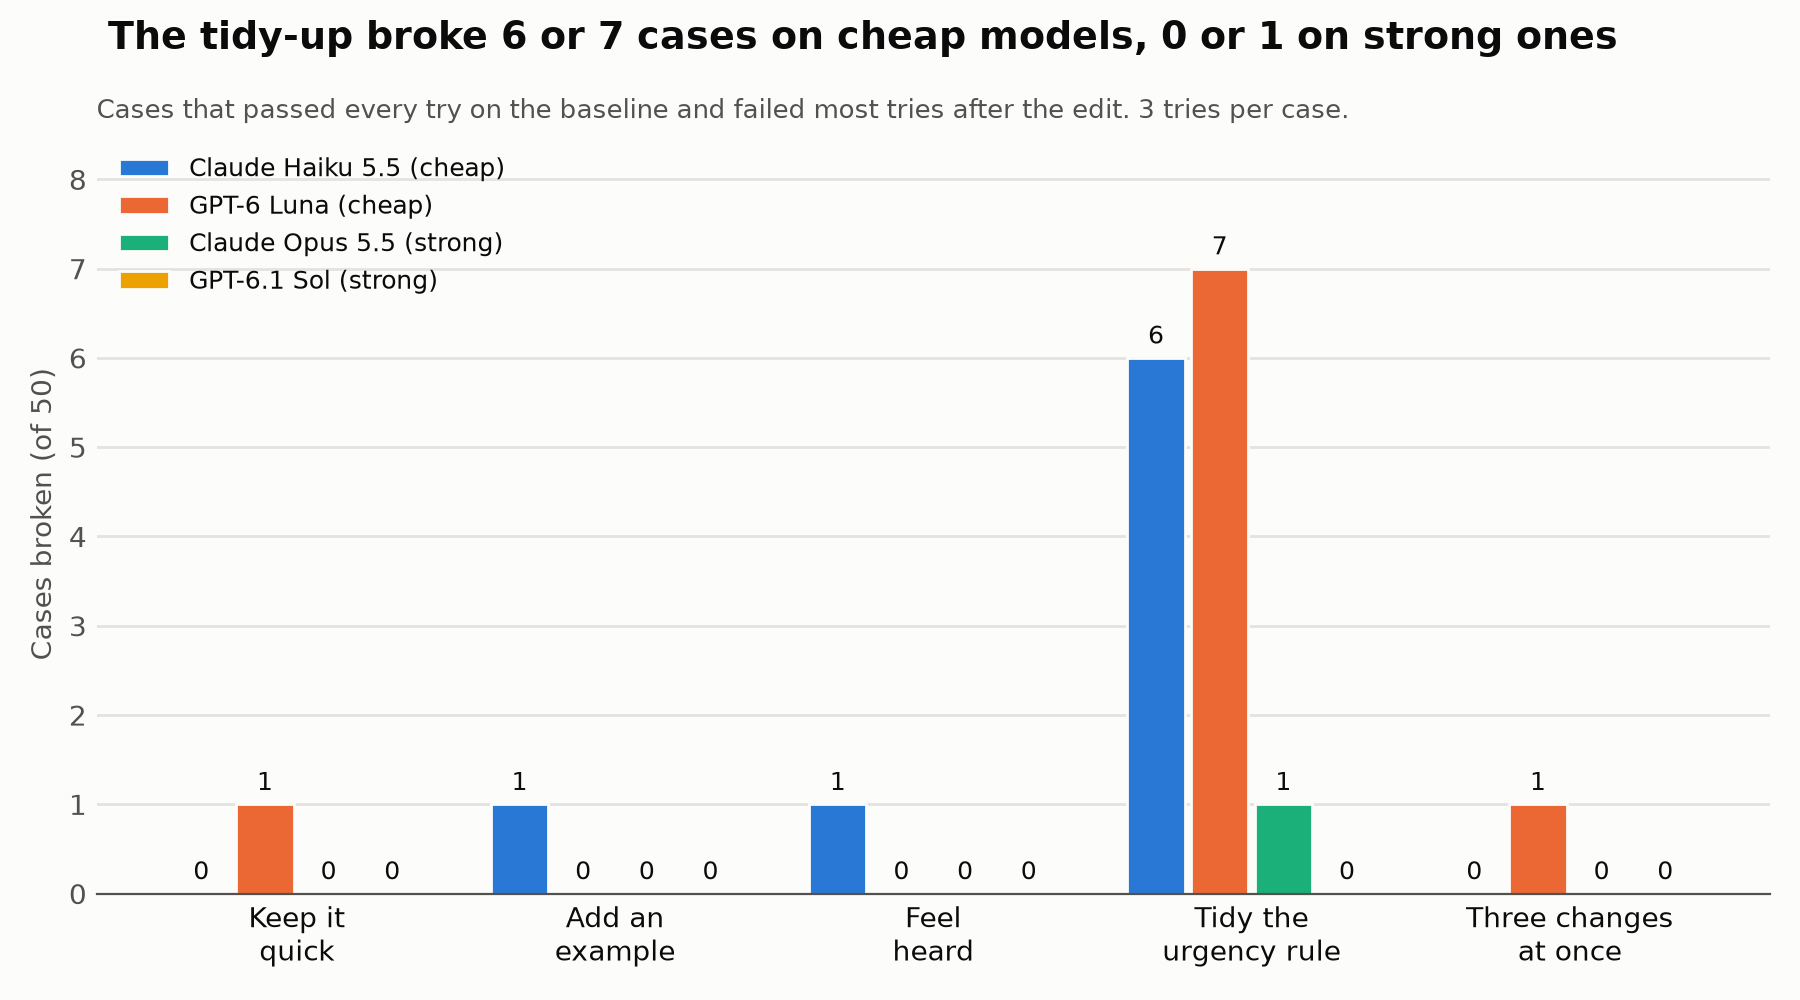 The tidy-up broke 6 or 7 cases on cheap models, 0 or 1 on strong ones
Cases that passed every try on the baseline and failed most tries after the edit. 3 tries per case.
Claude Haiku 5.5 (cheap)
GPT-6 Luna (cheap)
Claude Opus 5.5 (strong)
GPT-6.1 Sol (strong)
Cases broken (of 50)
8
7
6
5
4
3
2
1
0
0 1 0 0
1 0 0 0
1 0 0 0
6 7 1 0
0 1 0 0
Keep it
quick
Add an
example
Feel
heard
Tidy the
urgency rule
Three changes
at once